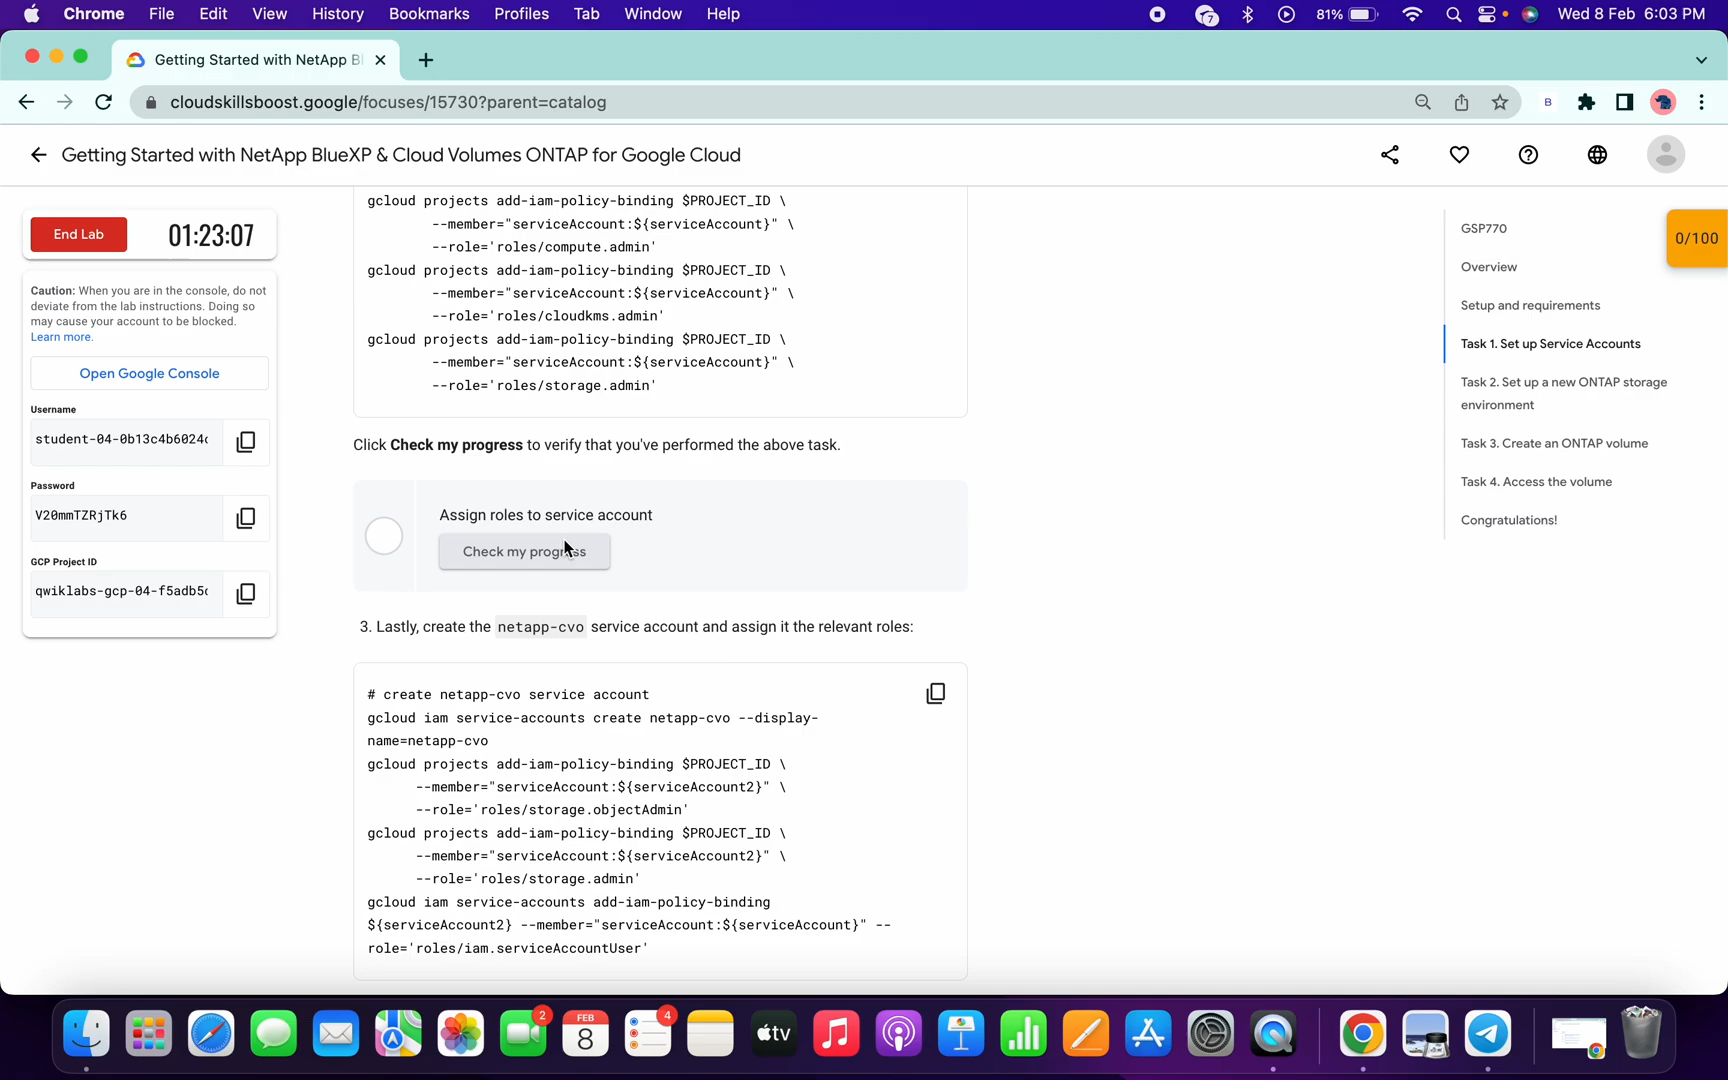 Chrome File Edit View History Bookmarks Profiles Tab Window Help 7 81% Wed 8 Feb 6:03 PM
Getting Started with NetApp Bl
cloudskillsboost.google/focuses/15730?parent=catalog B
Getting Started with NetApp BlueXP & Cloud Volumes ONTAP for Google Cloud
End Lab 01:23:07
Caution: When you are in the console, do not
deviate from the lab instructions. Doing so
may cause your account to be blocked.
Learn more.
Open Google Console
Username
student-04-0b13c4b6024
Password
V20mmTZRjTk6
GCP Project ID
qwiklabs-gcp-04-f5adb5
gcloud projects add-iam-policy-binding $PROJECT_ID \
--member="serviceAccount:${serviceAccount}" \
--role='roles/compute.admin'
gcloud projects add-iam-policy-binding $PROJECT_ID \
--member="serviceAccount:${serviceAccount}" \
--role='roles/cloudkms.admin'
gcloud projects add-iam-policy-binding $PROJECT_ID \
--member="serviceAccount:${serviceAccount}" \
--role='roles/storage.admin'
Click Check my progress to verify that you've performed the above task.
Assign roles to service account
Check my progress
3. Lastly, create the netapp-cvo service account and assign it the relevant roles:
# create netapp-cvo service account
gcloud iam service-accounts create netapp-cvo --display-
name=netapp-cvo
gcloud projects add-iam-policy-binding $PROJECT_ID \
--member="serviceAccount:${serviceAccount2}" \
--role='roles/storage.objectAdmin'
gcloud projects add-iam-policy-binding $PROJECT_ID \
--member="serviceAccount:${serviceAccount2}" \
--role='roles/storage.admin'
gcloud iam service-accounts add-iam-policy-binding
${serviceAccount2} --member="serviceAccount:${serviceAccount}" --
role='roles/iam.serviceAccountUser'
GSP770
Overview
Setup and requirements
Task 1. Set up Service Accounts
Task 2. Set up a new ONTAP storage
environment
Task 3. Create an ONTAP volume
Task 4. Access the volume
Congratulations!
0/100
2
FEB
8
4
tv